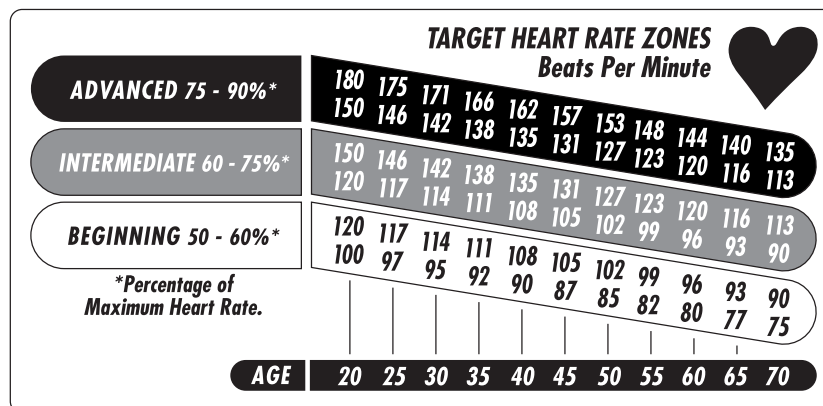 TARGET HEART RATE ZONES
Beats Per Minute
ADVANCED 75 - 90%*
180 175 171 166 162 157 153 148 144 140 135
150 146 142 138 135 131 127 123 120 116 113
INTERMEDIATE 60 - 75%*
150 146 142 138 135 131 127 123 120 116 113
120 117 114 111 108 105 102 99 96 93 90
BEGINNING 50 - 60%*
120 117 114 111 108 105 102 99 96 93 90
100 97 95 92 90 87 85 82 80 77 75
*Percentage of
Maximum Heart Rate.
AGE 20 25 30 35 40 45 50 55 60 65 70